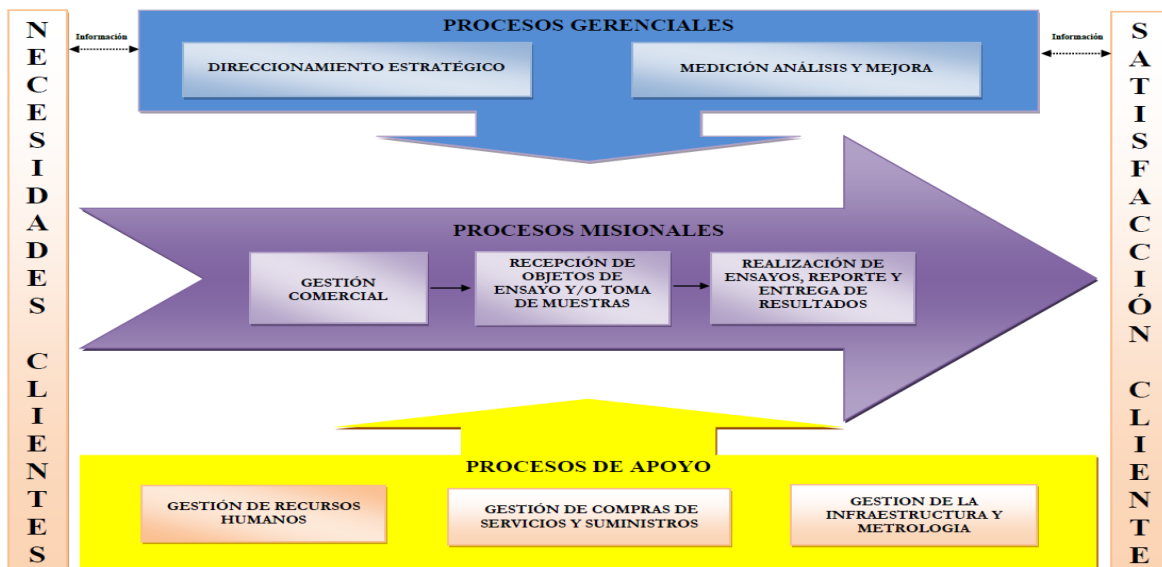 NECESIDADES CLIENTES
Información
PROCESOS GERENCIALES
DIRECCIONAMIENTO ESTRATÉGICO
MEDICIÓN ANÁLISIS Y MEJORA
Información
PROCESOS MISIONALES
GESTIÓN
COMERCIAL
RECEPCIÓN DE
OBJETOS DE
ENSAYO Y/O TOMA
DE MUESTRAS
REALIZACIÓN DE
ENSAYOS, REPORTE Y
ENTREGA DE
RESULTADOS
PROCESOS DE APOYO
GESTIÓN DE RECURSOS
HUMANOS
GESTIÓN DE COMPRAS DE
SERVICIOS Y SUMINISTROS
GESTION DE LA
INFRAESTRUCTURA Y
METROLOGIA
SATISFACCIÓN CLIENTE